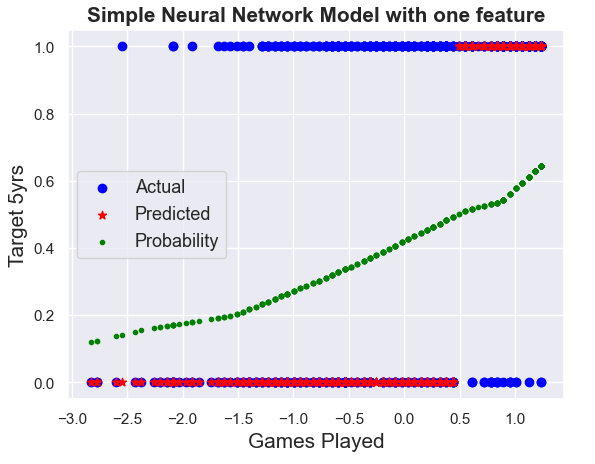 Simple Neural Network Model with one feature
1.0
0.8
0.6
0.4
0.2
0.0
Target 5yrs
Actual
Predicted
Probability
−3.0 −2.5 −2.0 −1.5 −1.0 −0.5 0.0 0.5 1.0
Games Played